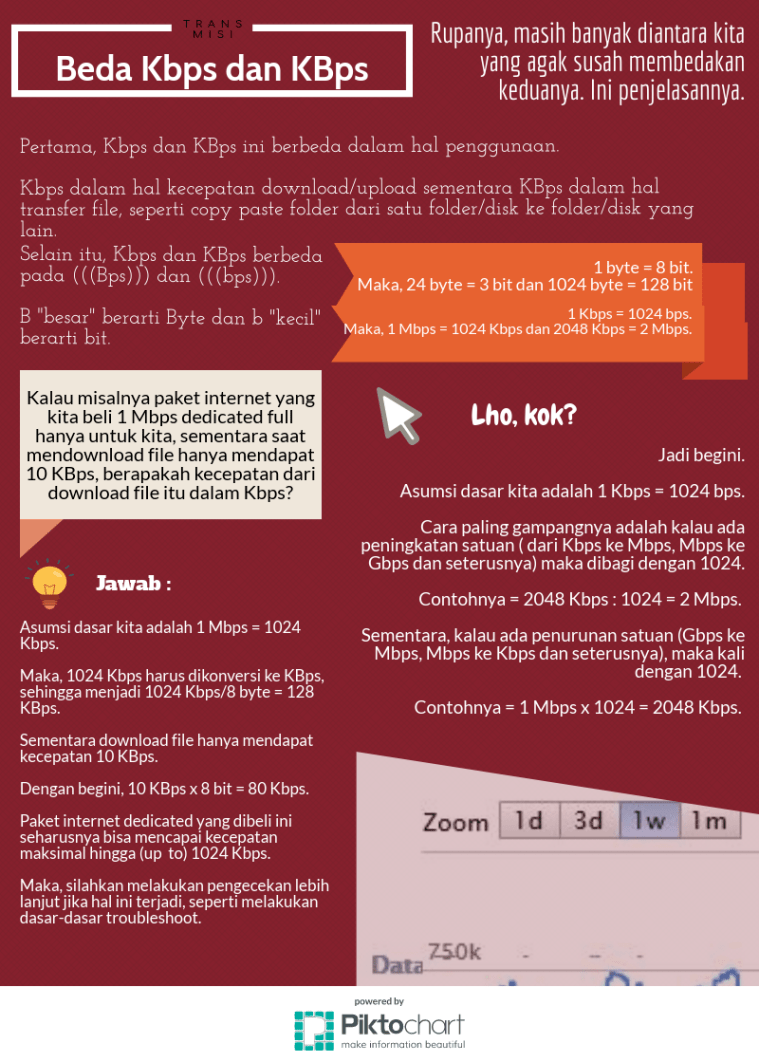 TRANS
MISI
Beda Kbps dan KBps
Rupanya, masih banyak diantara kita
yang agak susah membedakan
keduanya. Ini penjelasannya.
Pertama, Kbps dan KBps ini berbeda dalam hal penggunaan.
Kbps dalam hal kecepatan download/upload sementara KBps dalam hal
transfer file, seperti copy paste folder dari satu folder/disk ke folder/disk yang
lain.
Selain itu, Kbps dan KBps berbeda
pada (((Bps))) dan (((bps))).
B "besar" berarti Byte dan b "kecil"
berarti bit.
1 byte = 8 bit.
Maka, 24 byte = 3 bit dan 1024 byte = 128 bit
1 Kbps = 1024 bps.
Maka, 1 Mbps = 1024 Kbps dan 2048 Kbps = 2 Mbps.
Kalau misalnya paket internet yang
kita beli 1 Mbps dedicated full
hanya untuk kita, sementara saat
mendownload file hanya mendapat
10 KBps, berapakah kecepatan dari
download file itu dalam Kbps?
Jawab :
Asumsi dasar kita adalah 1 Mbps = 1024
Kbps.
Maka, 1024 Kbps harus dikonversi ke KBps,
sehingga menjadi 1024 Kbps/8 byte = 128
KBps.
Sementara download file hanya mendapat
kecepatan 10 KBps.
Dengan begini, 10 KBps x 8 bit = 80 Kbps.
Paket internet dedicated yang dibeli ini
seharusnya bisa mencapai kecepatan
maksimal hingga (up to) 1024 Kbps.
Maka, silahkan melakukan pengecekan lebih
lanjut jika hal ini terjadi, seperti melakukan
dasar-dasar troubleshoot.
Lho, kok?
Jadi begini.
Asumsi dasar kita adalah 1 Kbps = 1024 bps.
Cara paling gampangnya adalah kalau ada
peningkatan satuan ( dari Kbps ke Mbps, Mbps ke
Gbps dan seterusnya) maka dibagi dengan 1024.
Contohnya = 2048 Kbps : 1024 = 2 Mbps.
Sementara, kalau ada penurunan satuan (Gbps ke
Mbps, Mbps ke Kbps dan seterusnya), maka kali
dengan 1024.
Contohnya = 1 Mbps x 1024 = 2048 Kbps.
Zoom 1d 3d 1w 1m
750k
Data
powered by
Piktochart
make information beautiful